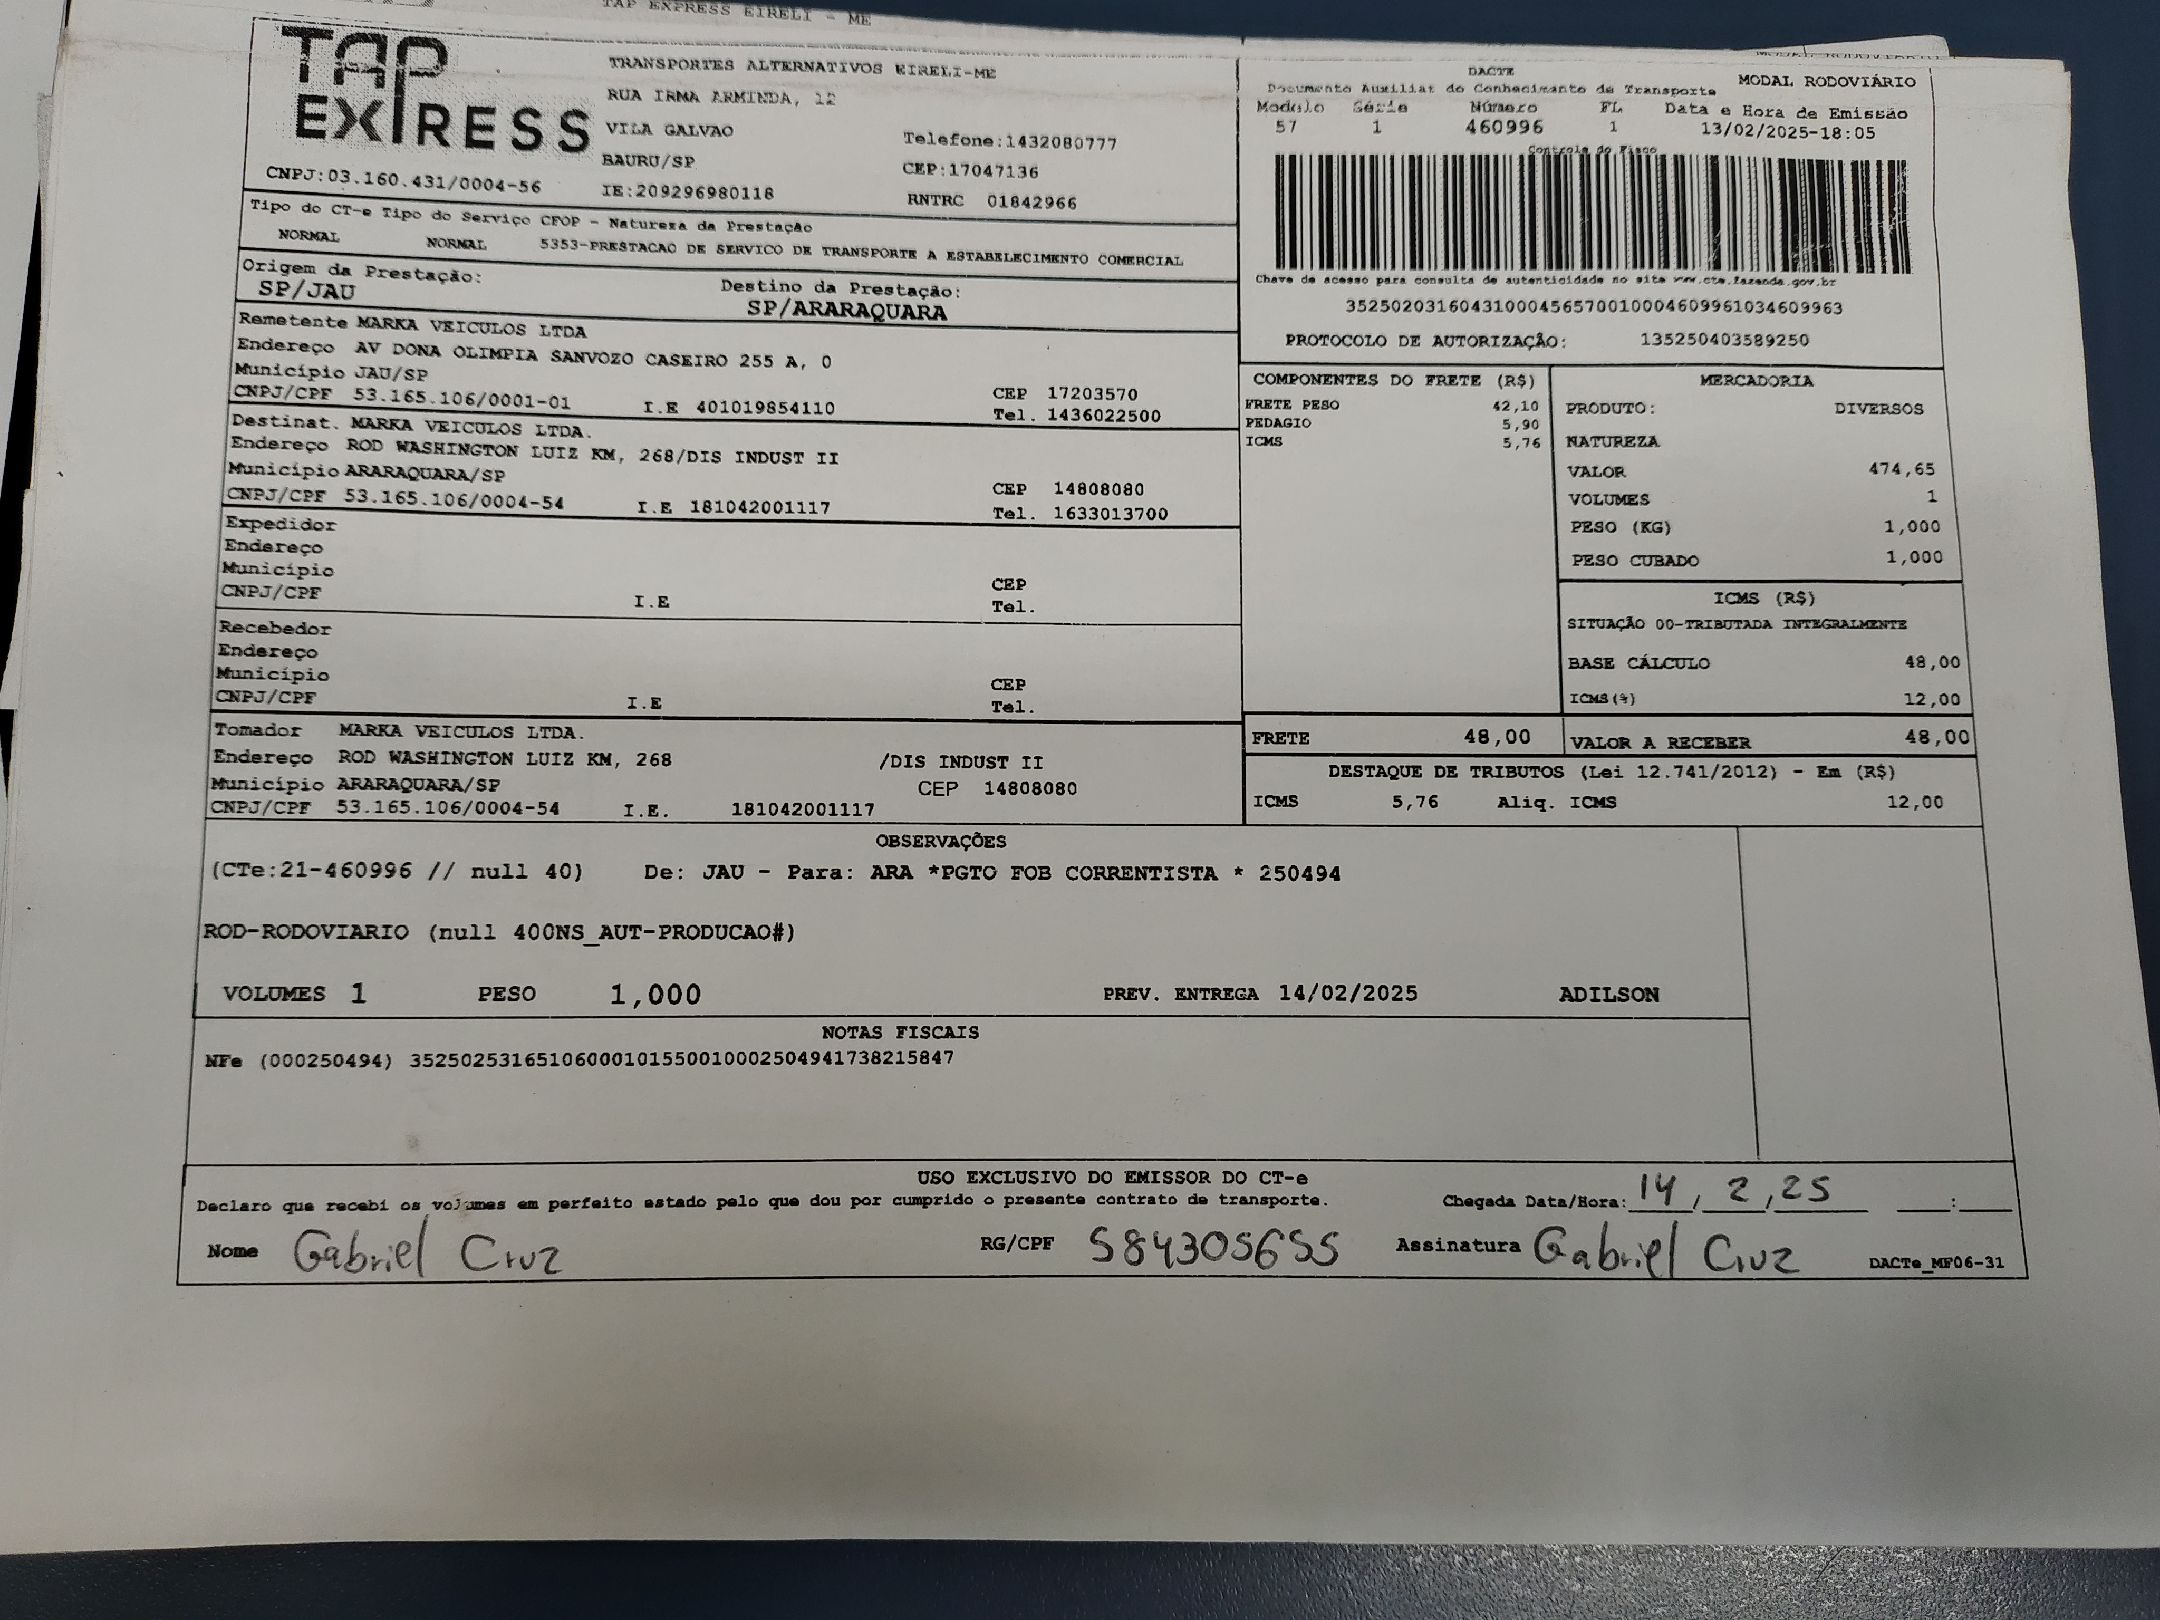 TAP EXPRESS EIRELI - ME
TAP
EXPRESS
TRANSPORTES ALTERNATIVOS EIRELI-ME
RUA IRMA ARMINDA, 12
VILA GALVAO
Telefone:1432080777
BAURU/SP
CEP:17047136
CNPJ:03.160.431/0004-56
IE:209296980118
RNTRC 01842966
DACTE
MODAL RODOVIÁRIO
Documento Auxiliar do Conhecimento de Transporte
Modelo Série Número FL Data e Hora de Emissão
57 1 460996 1 13/02/2025-18:05
Controle do Fisco
Chave de acesso para consulta de autenticidade no site www.cte.fazenda.gov.br
35250203160431000456570010004609961034609963
PROTOCOLO DE AUTORIZAÇÃO: 135250403589250
Tipo do CT-e Tipo do Serviço CFOP - Natureza da Prestação
NORMAL NORMAL 5353-PRESTACAO DE SERVICO DE TRANSPORTE A ESTABELECIMENTO COMERCIAL
Origem da Prestação: Destino da Prestação:
SP/JAU SP/ARARAQUARA
Remetente MARKA VEICULOS LTDA
Endereço AV DONA OLIMPIA SANVOZO CASEIRO 255 A, 0
Município JAU/SP CEP 17203570
CNPJ/CPF 53.165.106/0001-01 I.E 401019854110 Tel. 1436022500
Destinat. MARKA VEICULOS LTDA.
Endereço ROD WASHINGTON LUIZ KM, 268/DIS INDUST II
Município ARARAQUARA/SP CEP 14808080
CNPJ/CPF 53.165.106/0004-54 I.E 181042001117 Tel. 1633013700
Expedidor
Endereço
Município CEP
CNPJ/CPF I.E Tel.
Recebedor
Endereço
Município CEP
CNPJ/CPF I.E Tel.
Tomador MARKA VEICULOS LTDA.
Endereço ROD WASHINGTON LUIZ KM, 268 /DIS INDUST II
Município ARARAQUARA/SP CEP 14808080
CNPJ/CPF 53.165.106/0004-54 I.E. 181042001117
COMPONENTES DO FRETE (R$)
FRETE PESO 42,10
PEDAGIO 5,90
ICMS 5,76
MERCADORIA
PRODUTO: DIVERSOS
NATUREZA
VALOR 474,65
VOLUMES 1
PESO (KG) 1,000
PESO CUBADO 1,000
ICMS (R$)
SITUAÇÃO 00-TRIBUTADA INTEGRALMENTE
BASE CÁLCULO 48,00
ICMS(%) 12,00
FRETE 48,00 VALOR A RECEBER 48,00
DESTAQUE DE TRIBUTOS (Lei 12.741/2012) - Em (R$)
ICMS 5,76 Aliq. ICMS 12,00
OBSERVAÇÕES
(CTe:21-460996 // null 40) De: JAU - Para: ARA *PGTO FOB CORRENTISTA * 250494
ROD-RODOVIARIO (null 400NS_AUT-PRODUCAO#)
VOLUMES 1 PESO 1,000 PREV. ENTREGA 14/02/2025 ADILSON
NOTAS FISCAIS
NFe (000250494) 35250253165106000101550010002504941738215847
USO EXCLUSIVO DO EMISSOR DO CT-e
Declaro que recebi os volumes em perfeito estado pelo que dou por cumprido o presente contrato de transporte. Chegada Data/Hora: 14/2/25 :
Nome Gabriel Cruz RG/CPF 584305655 Assinatura Gabriel Cruz DACTe_MF06-31